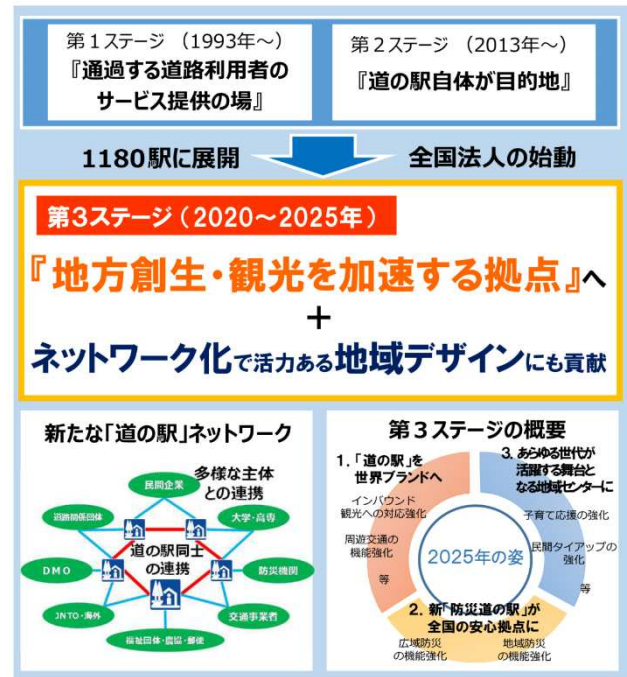 第1ステージ （1993年～）
『通過する道路利用者の
サービス提供の場』
第2ステージ （2013年～）
『道の駅自体が目的地』
1180駅に展開
全国法人の始動
第3ステージ（2020～2025年）
『地方創生・観光を加速する拠点』へ
＋
ネットワーク化で活力ある地域デザインにも貢献
新たな「道の駅」ネットワーク
多様な主体
との連携
民間企業
道路関係団体
大学・高専
道の駅同士
の連携
DMO
防災機関
JNTO・海外
交通事業者
福祉団体・農協・郵便
第3ステージの概要
1. 「道の駅」を
世界ブランドへ
インバウンド
観光への対応強化
周遊交通の
機能強化
等
3. あらゆる世代が
活躍する舞台と
なる地域センターに
子育て応援の強化
民間タイアップの
強化
等
2025年の姿
2. 新「防災道の駅」が
全国の安心拠点に
広域防災
の機能強化
地域防災
の機能強化